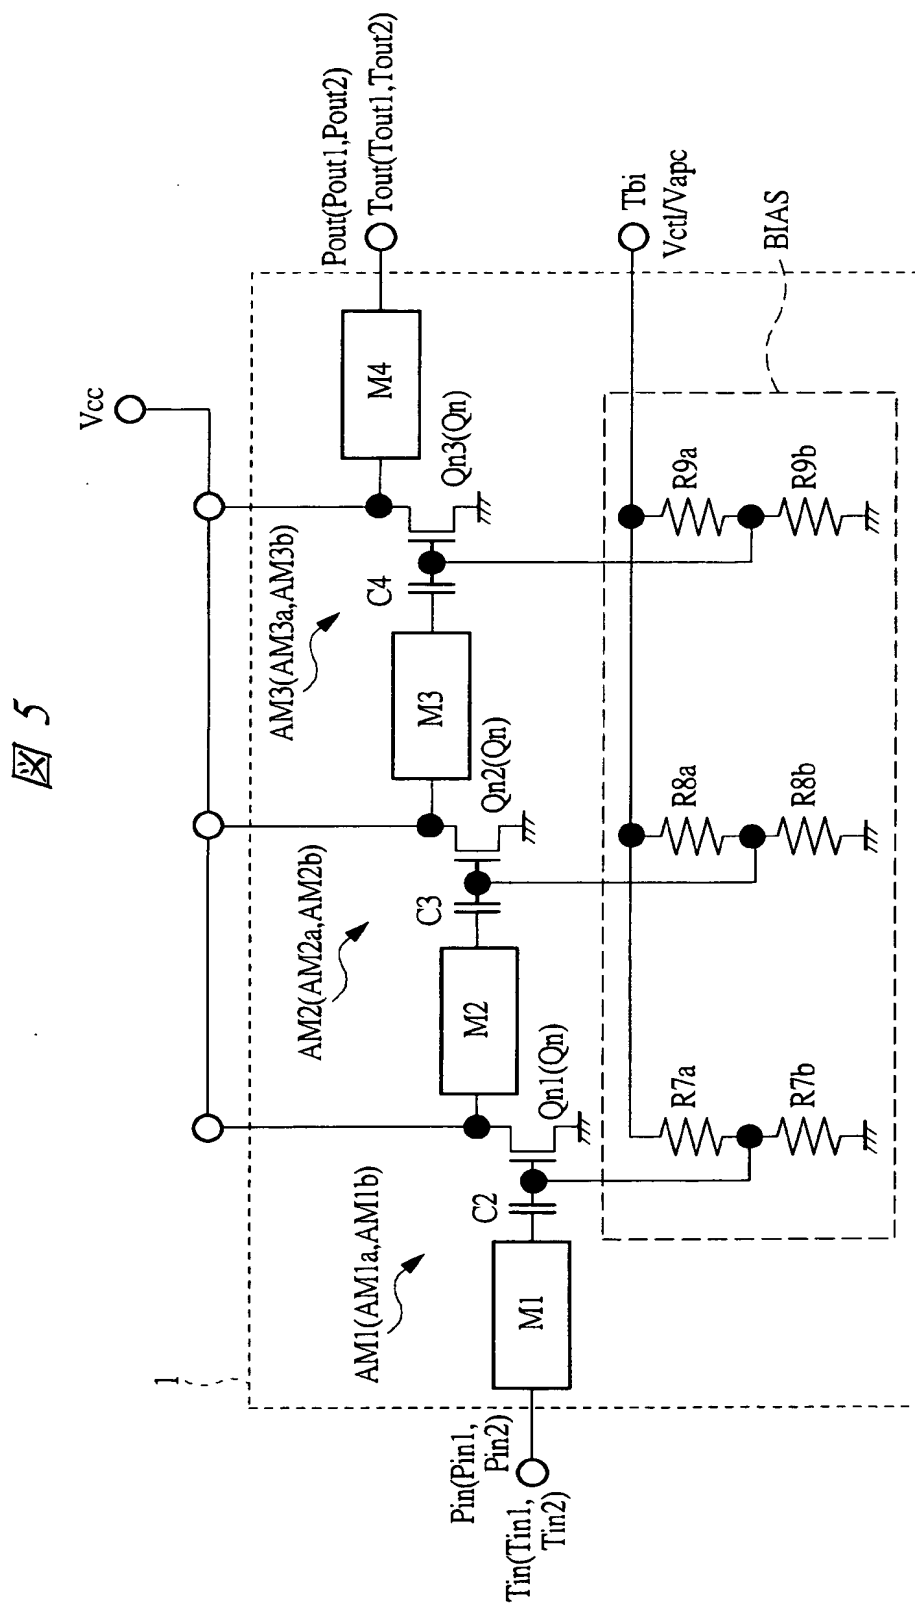 図 5
Vcc
1
AM1(AM1a,AM1b)
AM2(AM2a,AM2b)
AM3(AM3a,AM3b)
Pout(Pout1,Pout2)
Tout(Tout1,Tout2)
Pin(Pin1,
Pin2)
Tin(Tin1,
Tin2)
M1
C2
Qn1(Qn)
M2
C3
Qn2(Qn)
M3
C4
Qn3(Qn)
M4
Tbi
Vctl/Vapc
BIAS
R7a
R7b
R8a
R8b
R9a
R9b